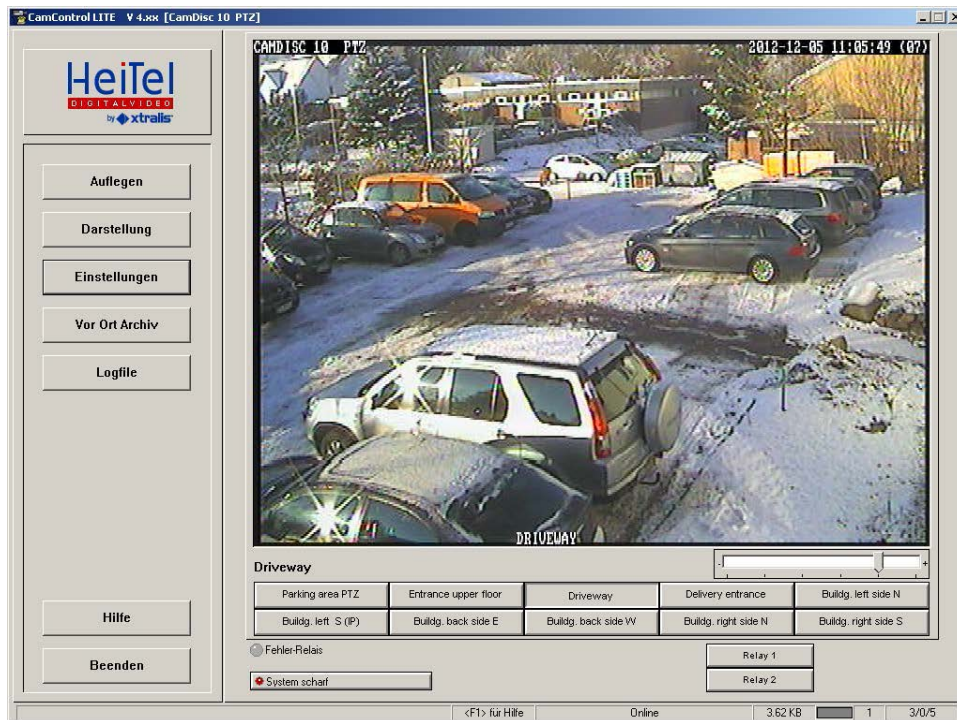 CamControl LITE V 4.xx [CamDisc 10 PTZ]
HeiTel
DIGITALVIDEO
by xtralis
Auflegen
Darstellung
Einstellungen
Vor Ort Archiv
Logfile
Hilfe
Beenden
CAMDISC 10 PTZ 2012-12-05 11:05:49 (07)
DRIVEWAY
Driveway
- +
Parking area PTZ Entrance upper floor Driveway Delivery entrance Buildg. left side N
Buildg. left S (IP) Buildg. back side E Buildg. back side W Buildg. right side N Buildg. right side S
Fehler-Relais
System scharf
Relay 1
Relay 2
<F1> für Hilfe Online 3.62 KB 1 3/0/5